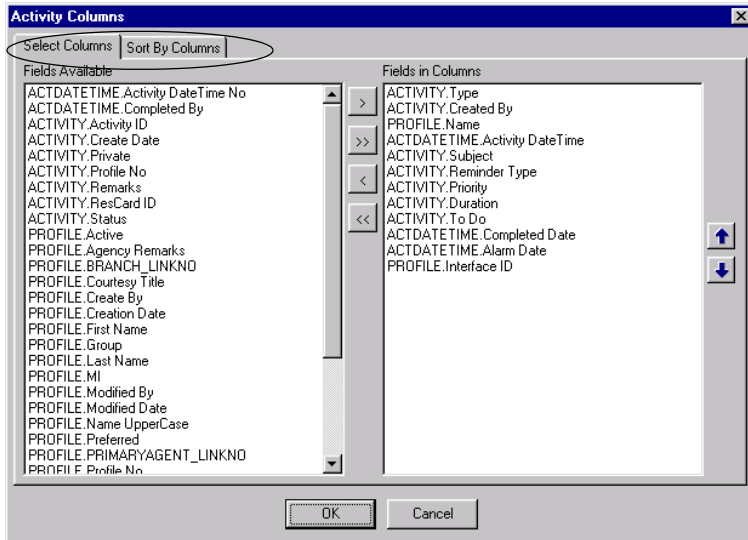 Activity Columns
Select Columns
Sort By Columns
Fields Available
ACTDATETIME.Activity DateTime No
ACTDATETIME.Completed By
ACTIVITY.Activity ID
ACTIVITY.Create Date
ACTIVITY.Private
ACTIVITY.Profile No
ACTIVITY.Remarks
ACTIVITY.ResCard ID
ACTIVITY.Status
PROFILE.Active
PROFILE.Agency Remarks
PROFILE.BRANCH_LINKNO
PROFILE.Courtesy Title
PROFILE.Create By
PROFILE.Creation Date
PROFILE.First Name
PROFILE.Group
PROFILE.Last Name
PROFILE.MI
PROFILE.Modified By
PROFILE.Modified Date
PROFILE.Name UpperCase
PROFILE.Preferred
PROFILE.PRIMARYAGENT_LINKNO
PROFILE.Profile No
>
>>
<
<<
Fields in Columns
ACTIVITY.Type
ACTIVITY.Created By
PROFILE.Name
ACTDATETIME.Activity DateTime
ACTIVITY.Subject
ACTIVITY.Reminder Type
ACTIVITY.Priority
ACTIVITY.Duration
ACTIVITY.To Do
ACTDATETIME.Completed Date
ACTDATETIME.Alarm Date
PROFILE.Interface ID
OK
Cancel